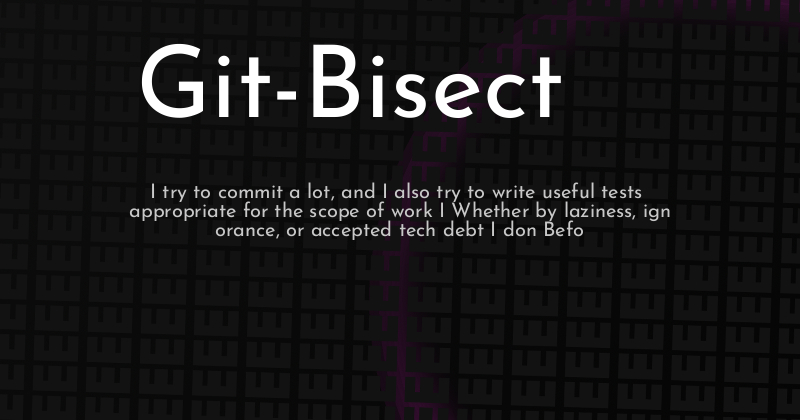 Git-Bisect
I try to commit a lot, and I also try to write useful tests
appropriate for the scope of work I Whether by laziness, ign
orance, or accepted tech debt I don Befo